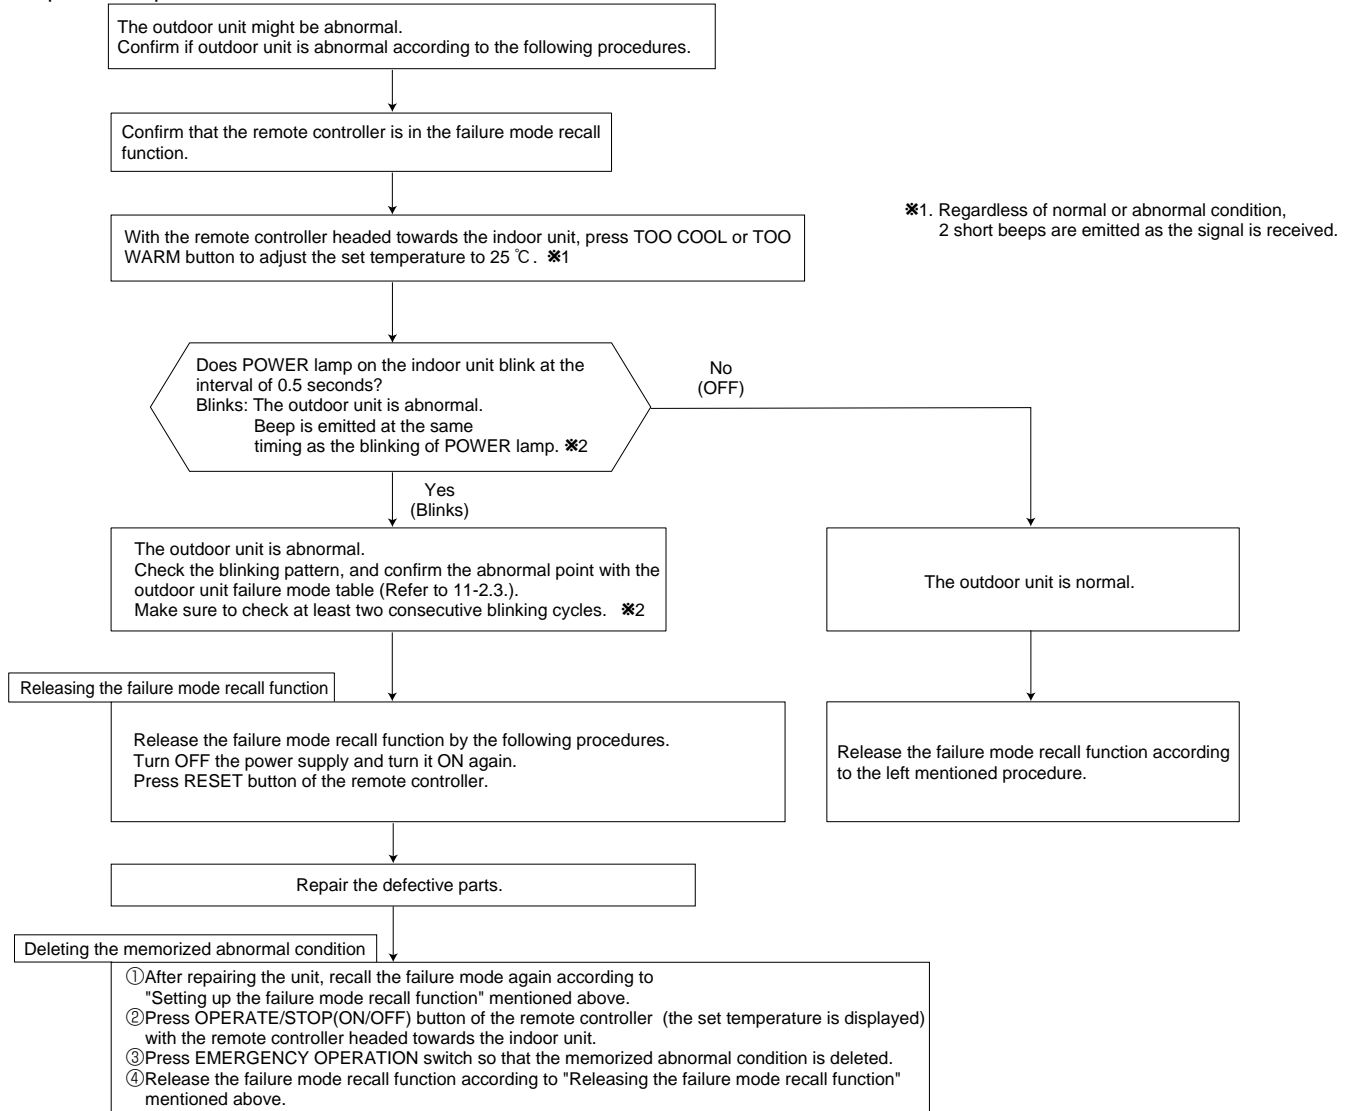 The outdoor unit might be abnormal.
Confirm if outdoor unit is abnormal according to the following procedures.
Confirm that the remote controller is in the failure mode recall
function.
With the remote controller headed towards the indoor unit, press TOO COOL or TOO
WARM button to adjust the set temperature to 25 ℃. ※1
※1. Regardless of normal or abnormal condition,
2 short beeps are emitted as the signal is received.
Does POWER lamp on the indoor unit blink at the
interval of 0.5 seconds?
Blinks: The outdoor unit is abnormal.
Beep is emitted at the same
timing as the blinking of POWER lamp. ※2
No
(OFF)
Yes
(Blinks)
The outdoor unit is abnormal.
Check the blinking pattern, and confirm the abnormal point with the
outdoor unit failure mode table (Refer to 11-2.3.).
Make sure to check at least two consecutive blinking cycles. ※2
The outdoor unit is normal.
Releasing the failure mode recall function
Release the failure mode recall function by the following procedures.
Turn OFF the power supply and turn it ON again.
Press RESET button of the remote controller.
Release the failure mode recall function according
to the left mentioned procedure.
Repair the defective parts.
Deleting the memorized abnormal condition
①After repairing the unit, recall the failure mode again according to
"Setting up the failure mode recall function" mentioned above.
②Press OPERATE/STOP(ON/OFF) button of the remote controller (the set temperature is displayed)
with the remote controller headed towards the indoor unit.
③Press EMERGENCY OPERATION switch so that the memorized abnormal condition is deleted.
④Release the failure mode recall function according to "Releasing the failure mode recall function"
mentioned above.